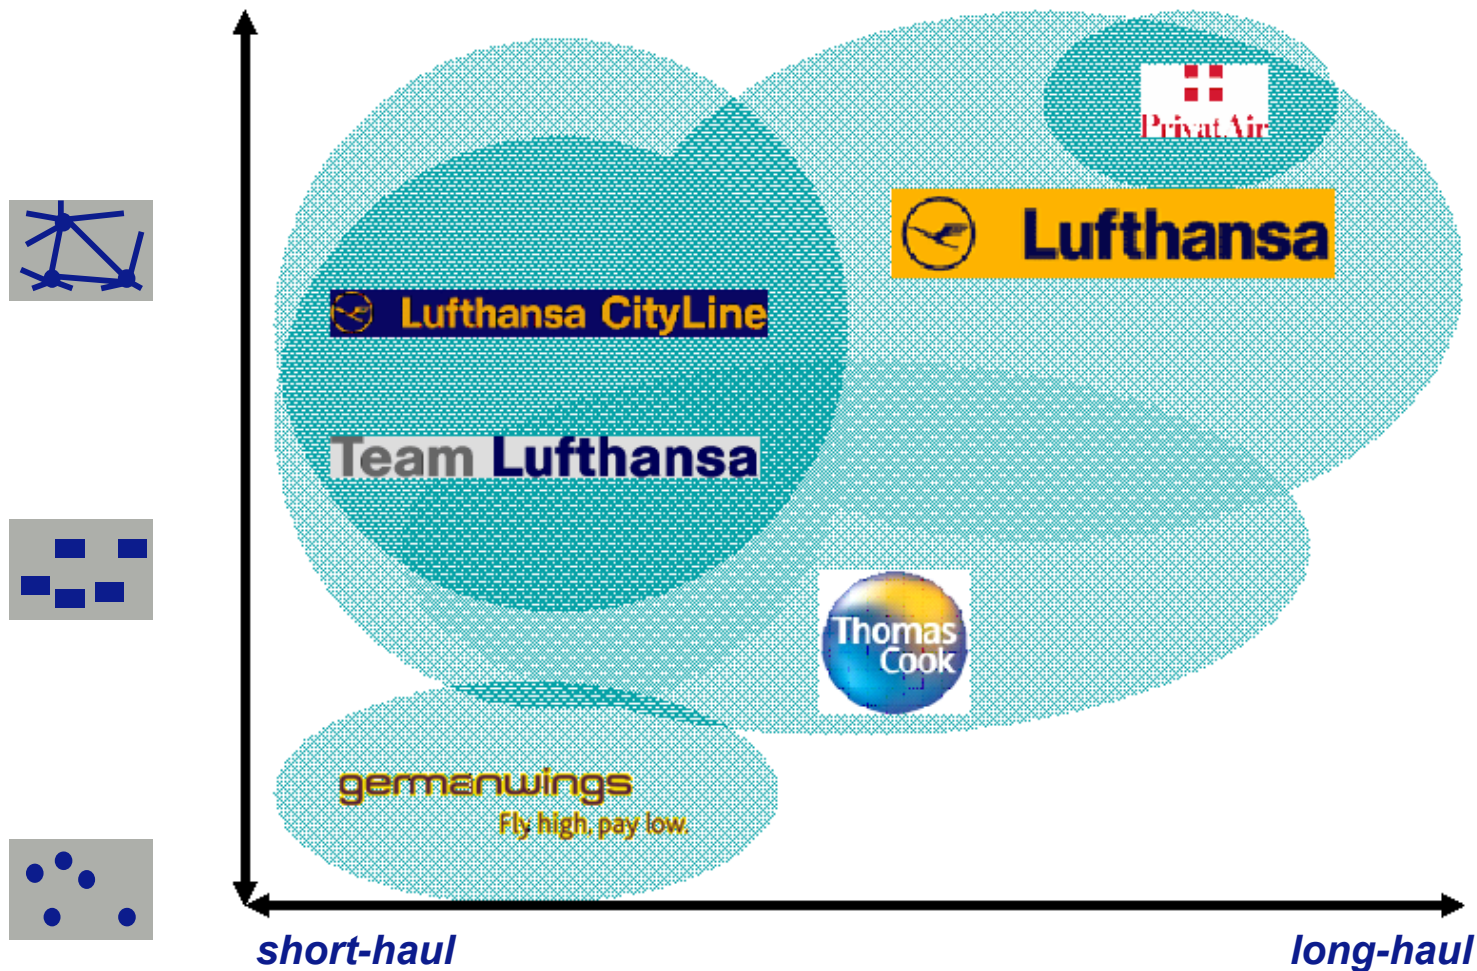 PrivatAir
Lufthansa
Lufthansa CityLine
Team Lufthansa
Thomas
Cook
germanwings
Fly high, pay low.
short-haul
long-haul